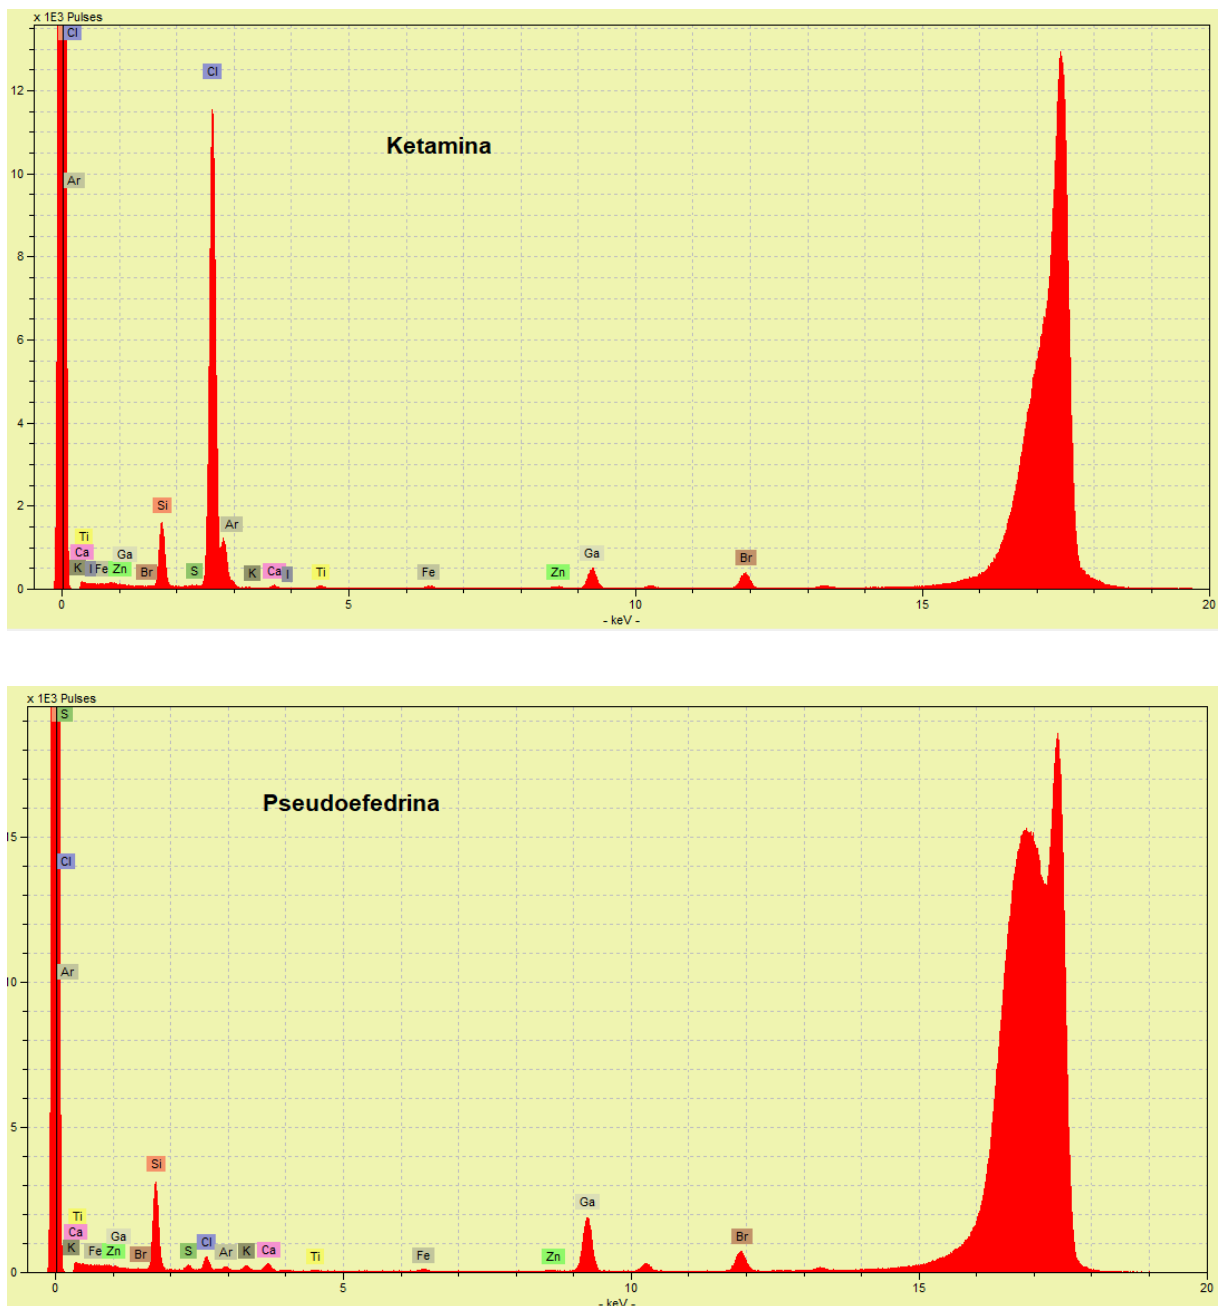 x 1E3 Pulses
Cl
Cl
12
Ketamina
10
Ar
8
6
4
2
Si
Ar
Ti
Ca
Ga
Ga
Br
K I Fe Zn Br S K Ca I Ti Fe Zn
0
0 5 10 15 20
- keV -
x 1E3 Pulses
S
Pseudoefedrina
15
Cl
10
Ar
5
Si
Ga
Ti
Ca
Ga
Cl
Br
K Fe Zn Br S Ar K Ca Ti Fe Zn
0
0 5 10 15 20
- keV -